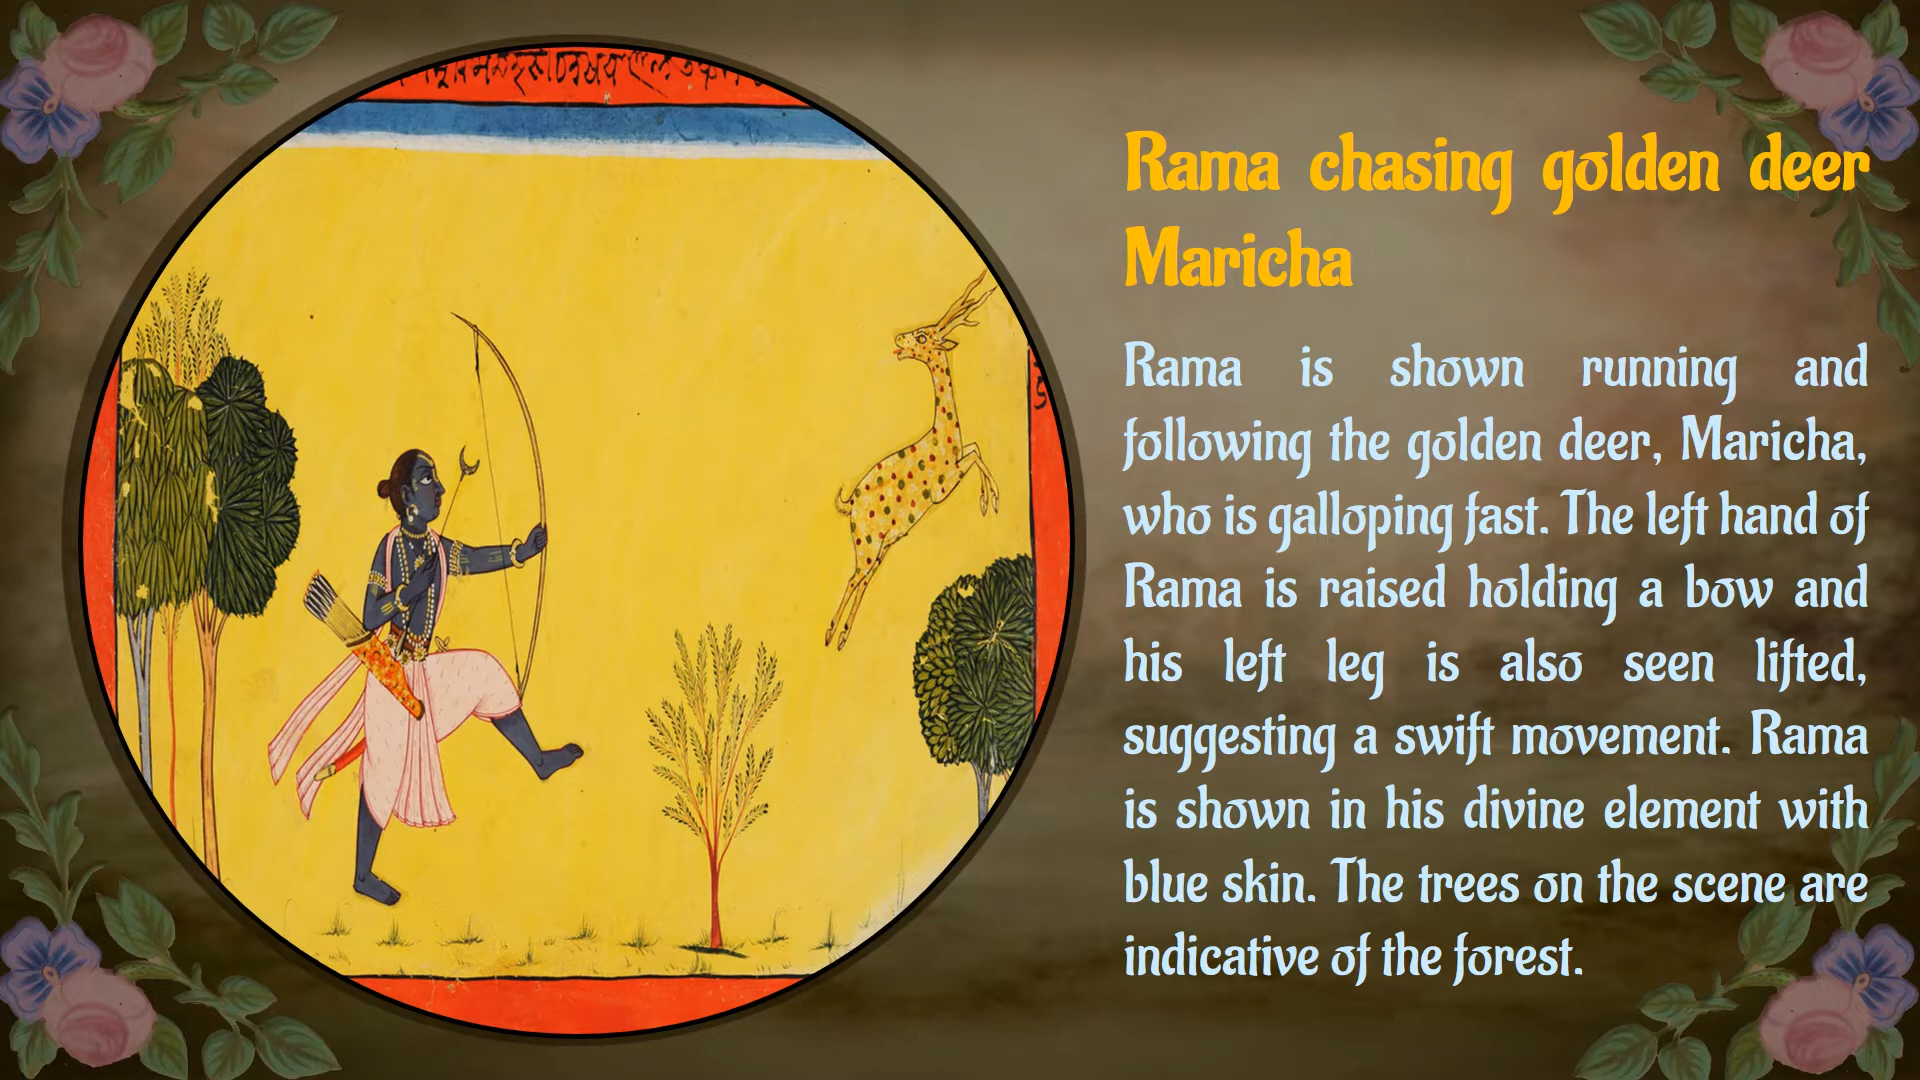 Rama chasing golden deer
Maricha
Rama is shown running and
following the golden deer, Maricha,
who is galloping fast. The left hand of
Rama is raised holding a bow and
his left leg is also seen lifted,
suggesting a swift movement. Rama
is shown in his divine element with
blue skin. The trees on the scene are
indicative of the forest.